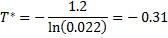 T* = − 1.2 / ln(0.022) = −0.31